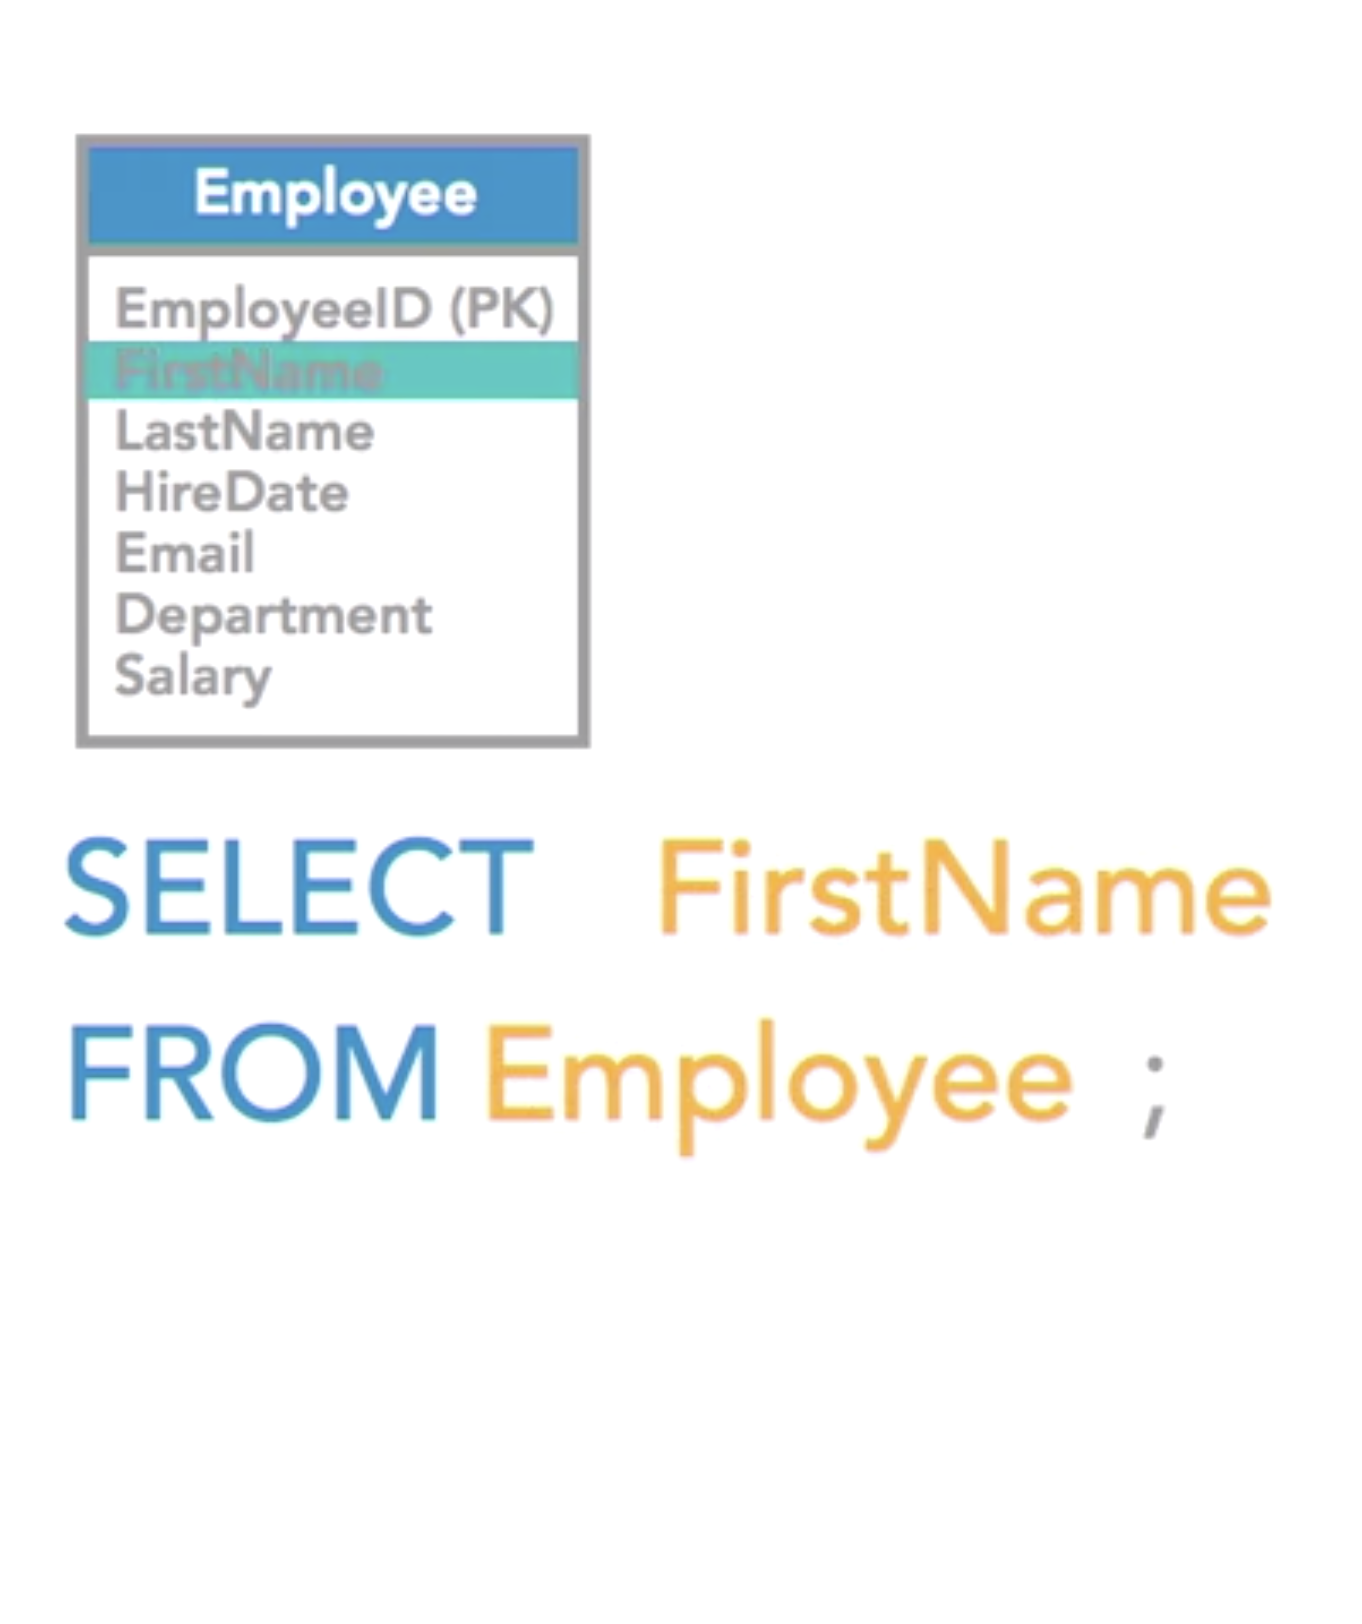 Employee
EmployeeID (PK)
FirstName
LastName
HireDate
Email
Department
Salary
SELECT FirstName
FROM Employee ;